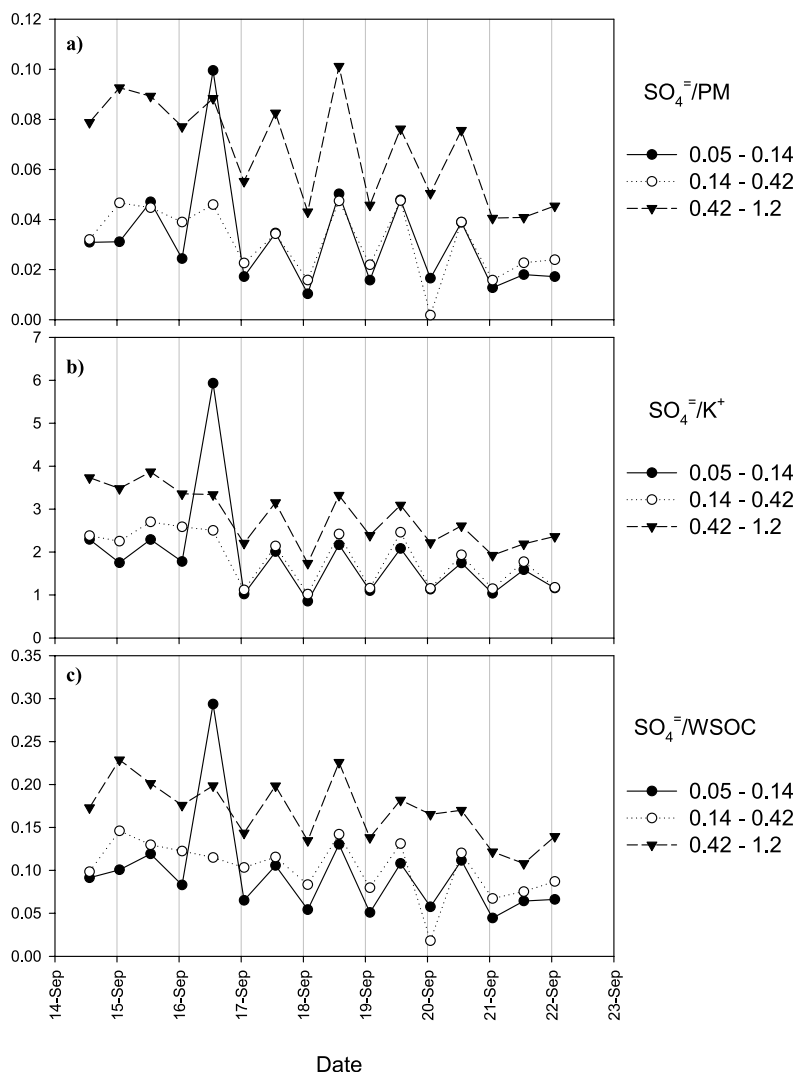 a)
0.12
0.10
0.08
0.06
0.04
0.02
0.00
SO₄⁼/PM
0.05 - 0.14
0.14 - 0.42
0.42 - 1.2
b)
7
6
5
4
3
2
1
0
SO₄⁼/K⁺
0.05 - 0.14
0.14 - 0.42
0.42 - 1.2
c)
0.35
0.30
0.25
0.20
0.15
0.10
0.05
0.00
SO₄⁼/WSOC
0.05 - 0.14
0.14 - 0.42
0.42 - 1.2
14-Sep
15-Sep
16-Sep
17-Sep
18-Sep
19-Sep
20-Sep
21-Sep
22-Sep
23-Sep
Date